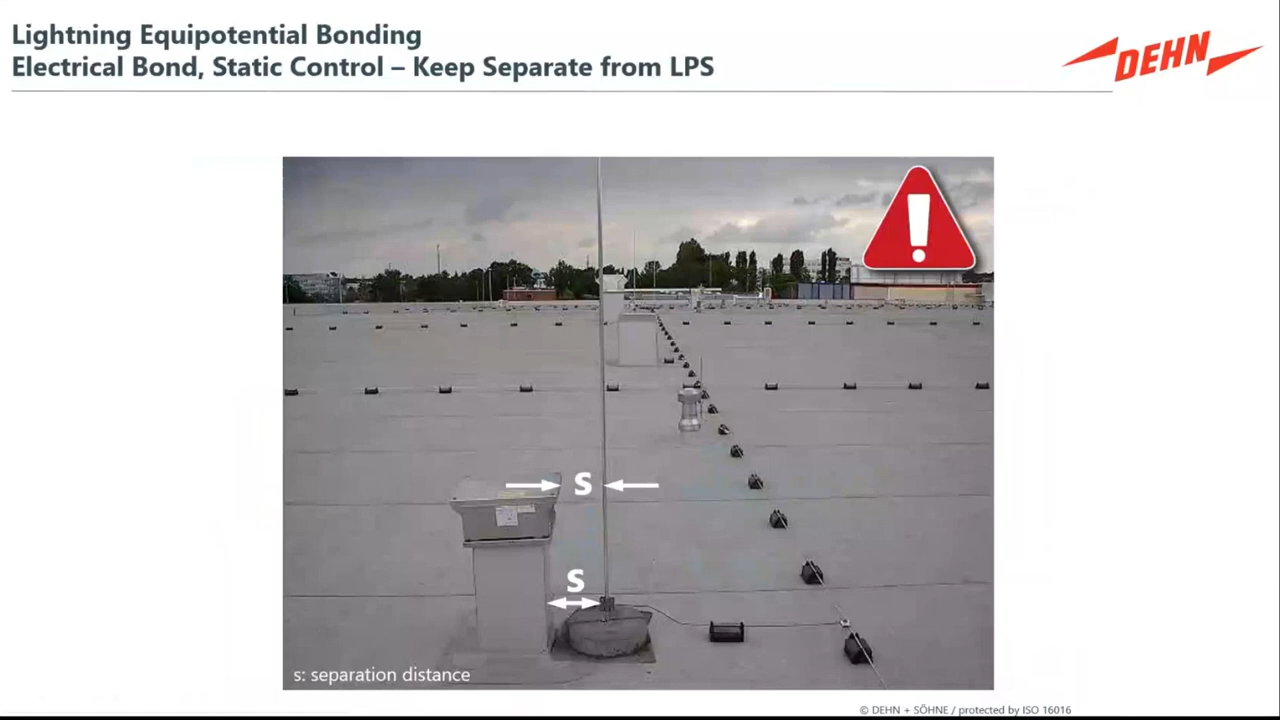 Lightning Equipotential Bonding
Electrical Bond, Static Control – Keep Separate from LPS
DEHN
S
S
s: separation distance
© DEHN + SÖHNE / protected by ISO 16016